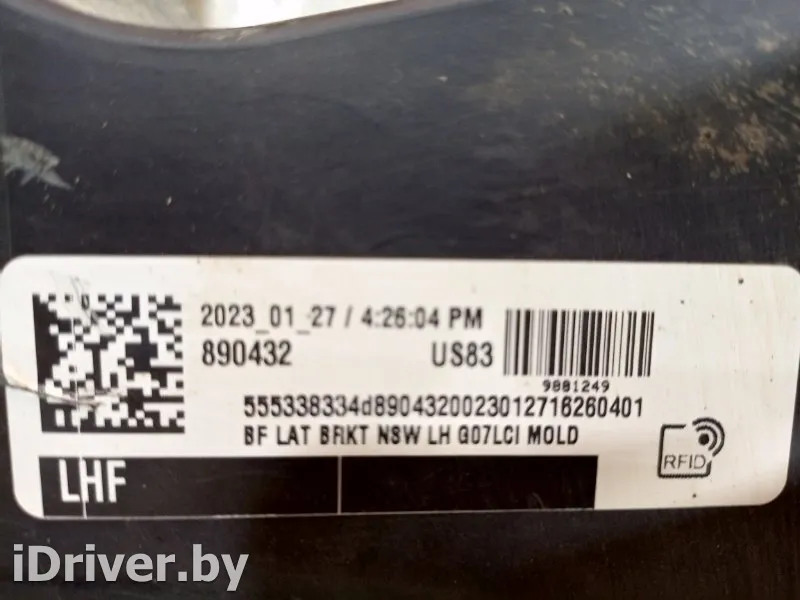 2023_01_27 / 4:26:04 PM
890432 US83
9881249
555338334d8904320023012716260401
BF LAT BRKT NSW LH G07LCI MOLD
RFID
LHF
iDriver.by